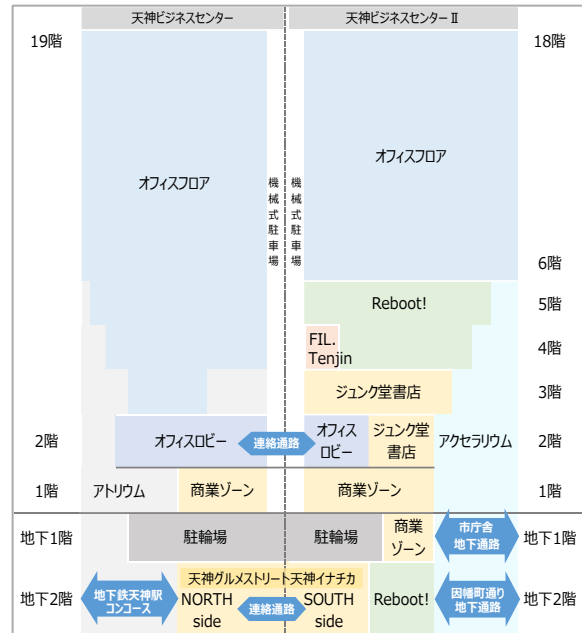 天神ビジネスセンター
天神ビジネスセンターⅡ
19階
18階
オフィスフロア
オフィスフロア
機械式駐車場
機械式駐車場
6階
Reboot!
5階
FIL.
Tenjin
4階
ジュンク堂書店
3階
2階
オフィスロビー
連絡通路
オフィス
ロビー
ジュンク堂
書店
アクセラリウム
2階
1階
アトリウム
商業ゾーン
商業ゾーン
1階
地下1階
駐輪場
駐輪場
商業
ゾーン
市庁舎
地下通路
地下1階
天神グルメストリート天神イナチカ
地下2階
地下鉄天神駅
コンコース
NORTH
side
連絡通路
SOUTH
side
Reboot!
因幡町通り
地下通路
地下2階